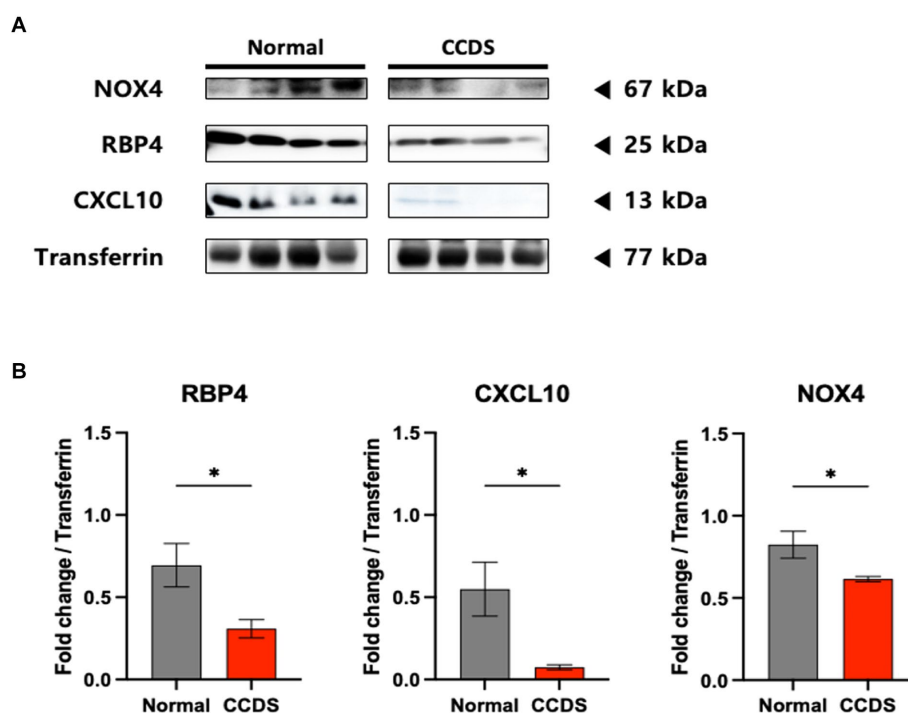 A
Normal CCDS
NOX4 ◀ 67 kDa
RBP4 ◀ 25 kDa
CXCL10 ◀ 13 kDa
Transferrin ◀ 77 kDa
B
RBP4
Fold change / Transferrin
1.5
*
1.0
0.5
0.0
Normal CCDS
CXCL10
Fold change / Transferrin
1.5
*
1.0
0.5
0.0
Normal CCDS
NOX4
Fold change / Transferrin
1.5
*
1.0
0.5
0.0
Normal CCDS